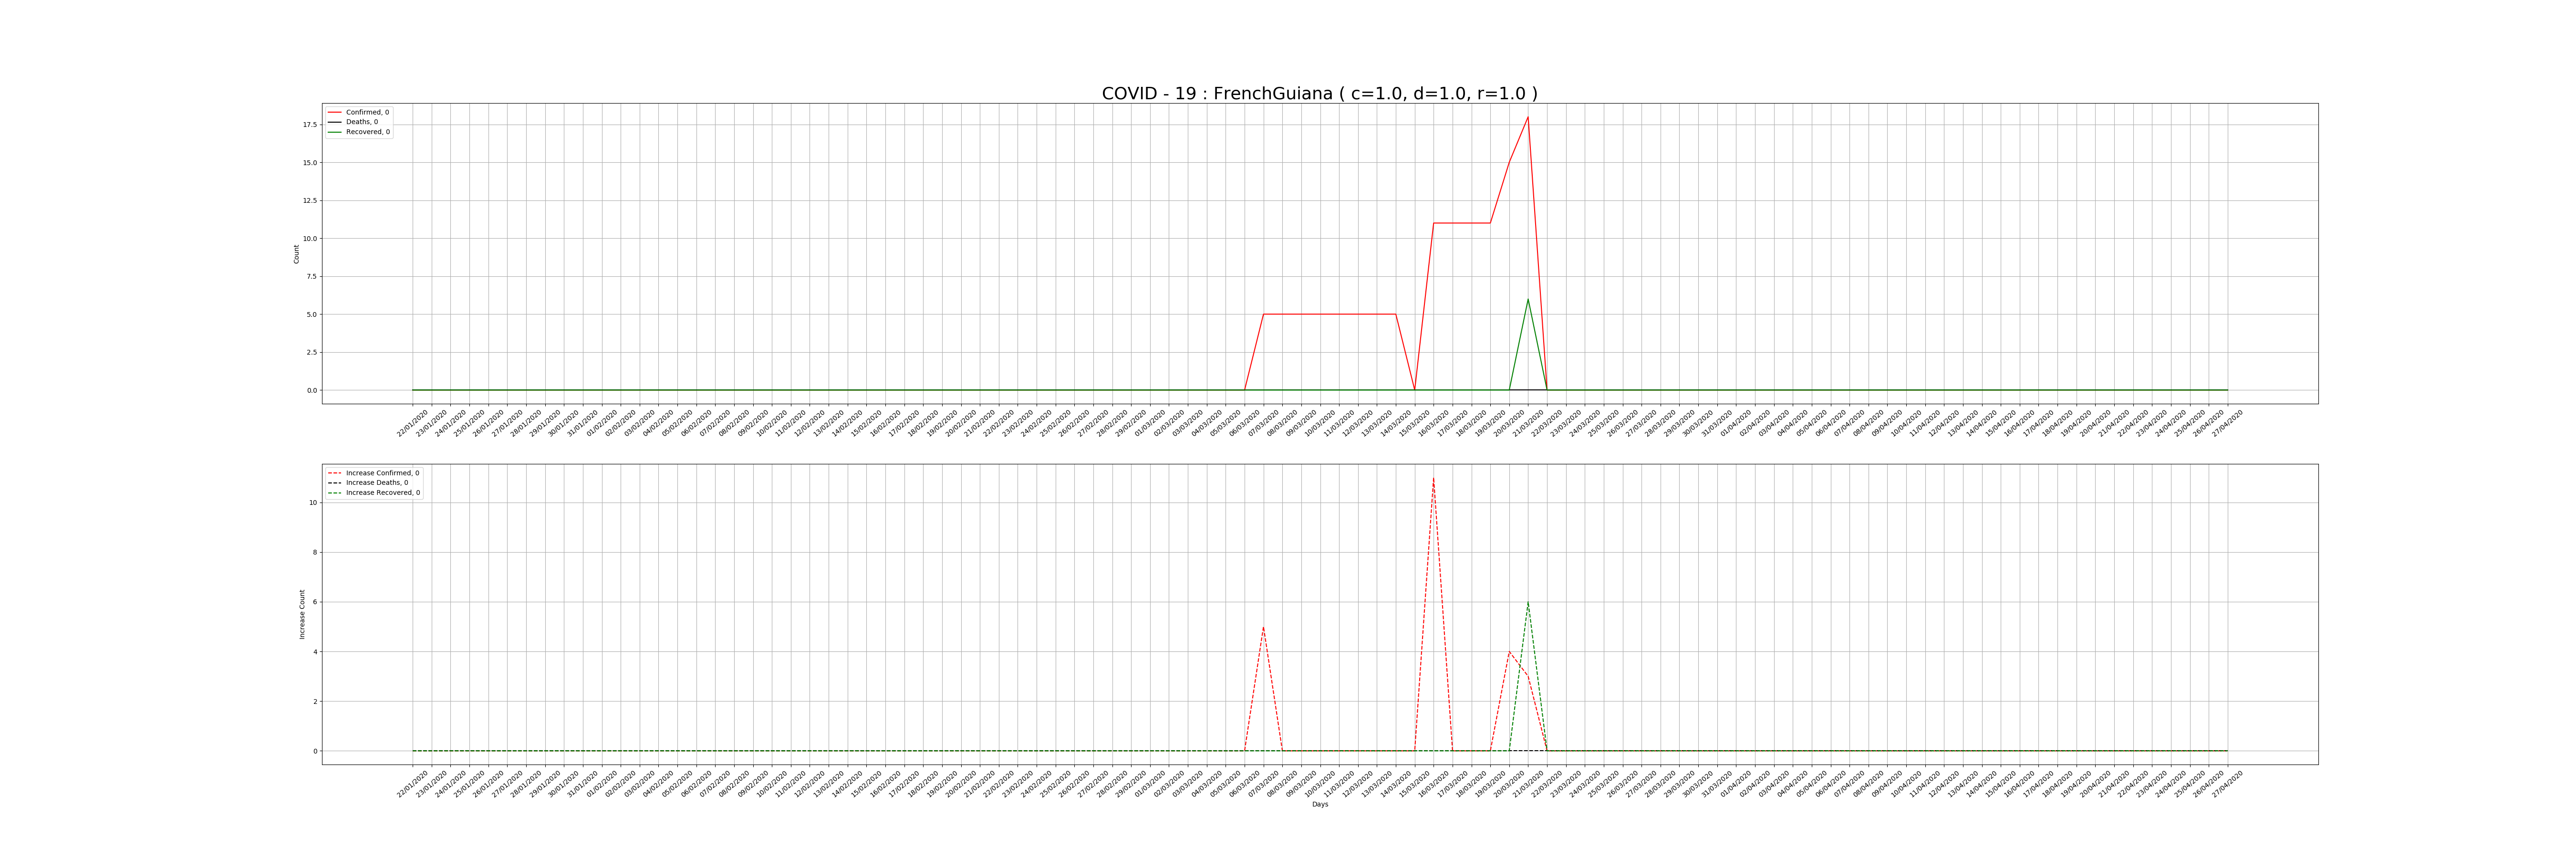 COVID - 19 : FrenchGuiana ( c=1.0, d=1.0, r=1.0 )
Confirmed, 0
Deaths, 0
Recovered, 0
17.5
15.0
12.5
10.0
7.5
5.0
2.5
0.0
Count
22/01/2020 23/01/2020 24/01/2020 25/01/2020 26/01/2020 27/01/2020 28/01/2020 29/01/2020 30/01/2020 31/01/2020 01/02/2020 02/02/2020 03/02/2020 04/02/2020 05/02/2020 06/02/2020 07/02/2020 08/02/2020 09/02/2020 10/02/2020 11/02/2020 12/02/2020 13/02/2020 14/02/2020 15/02/2020 16/02/2020 17/02/2020 18/02/2020 19/02/2020 20/02/2020 21/02/2020 22/02/2020 23/02/2020 24/02/2020 25/02/2020 26/02/2020 27/02/2020 28/02/2020 29/02/2020 01/03/2020 02/03/2020 03/03/2020 04/03/2020 05/03/2020 06/03/2020 07/03/2020 08/03/2020 09/03/2020 10/03/2020 11/03/2020 12/03/2020 13/03/2020 14/03/2020 15/03/2020 16/03/2020 17/03/2020 18/03/2020 19/03/2020 20/03/2020 21/03/2020 22/03/2020 23/03/2020 24/03/2020 25/03/2020 26/03/2020 27/03/2020 28/03/2020 29/03/2020 30/03/2020 31/03/2020 01/04/2020 02/04/2020 03/04/2020 04/04/2020 05/04/2020 06/04/2020 07/04/2020 08/04/2020 09/04/2020 10/04/2020 11/04/2020 12/04/2020 13/04/2020 14/04/2020 15/04/2020 16/04/2020 17/04/2020 18/04/2020 19/04/2020 20/04/2020 21/04/2020 22/04/2020 23/04/2020 24/04/2020 25/04/2020 26/04/2020 27/04/2020
Increase Confirmed, 0
Increase Deaths, 0
Increase Recovered, 0
10
8
6
4
2
0
Increase Count
22/01/2020 23/01/2020 24/01/2020 25/01/2020 26/01/2020 27/01/2020 28/01/2020 29/01/2020 30/01/2020 31/01/2020 01/02/2020 02/02/2020 03/02/2020 04/02/2020 05/02/2020 06/02/2020 07/02/2020 08/02/2020 09/02/2020 10/02/2020 11/02/2020 12/02/2020 13/02/2020 14/02/2020 15/02/2020 16/02/2020 17/02/2020 18/02/2020 19/02/2020 20/02/2020 21/02/2020 22/02/2020 23/02/2020 24/02/2020 25/02/2020 26/02/2020 27/02/2020 28/02/2020 29/02/2020 01/03/2020 02/03/2020 03/03/2020 04/03/2020 05/03/2020 06/03/2020 07/03/2020 08/03/2020 09/03/2020 10/03/2020 11/03/2020 12/03/2020 13/03/2020 14/03/2020 15/03/2020 16/03/2020 17/03/2020 18/03/2020 19/03/2020 20/03/2020 21/03/2020 22/03/2020 23/03/2020 24/03/2020 25/03/2020 26/03/2020 27/03/2020 28/03/2020 29/03/2020 30/03/2020 31/03/2020 01/04/2020 02/04/2020 03/04/2020 04/04/2020 05/04/2020 06/04/2020 07/04/2020 08/04/2020 09/04/2020 10/04/2020 11/04/2020 12/04/2020 13/04/2020 14/04/2020 15/04/2020 16/04/2020 17/04/2020 18/04/2020 19/04/2020 20/04/2020 21/04/2020 22/04/2020 23/04/2020 24/04/2020 25/04/2020 26/04/2020 27/04/2020
Days